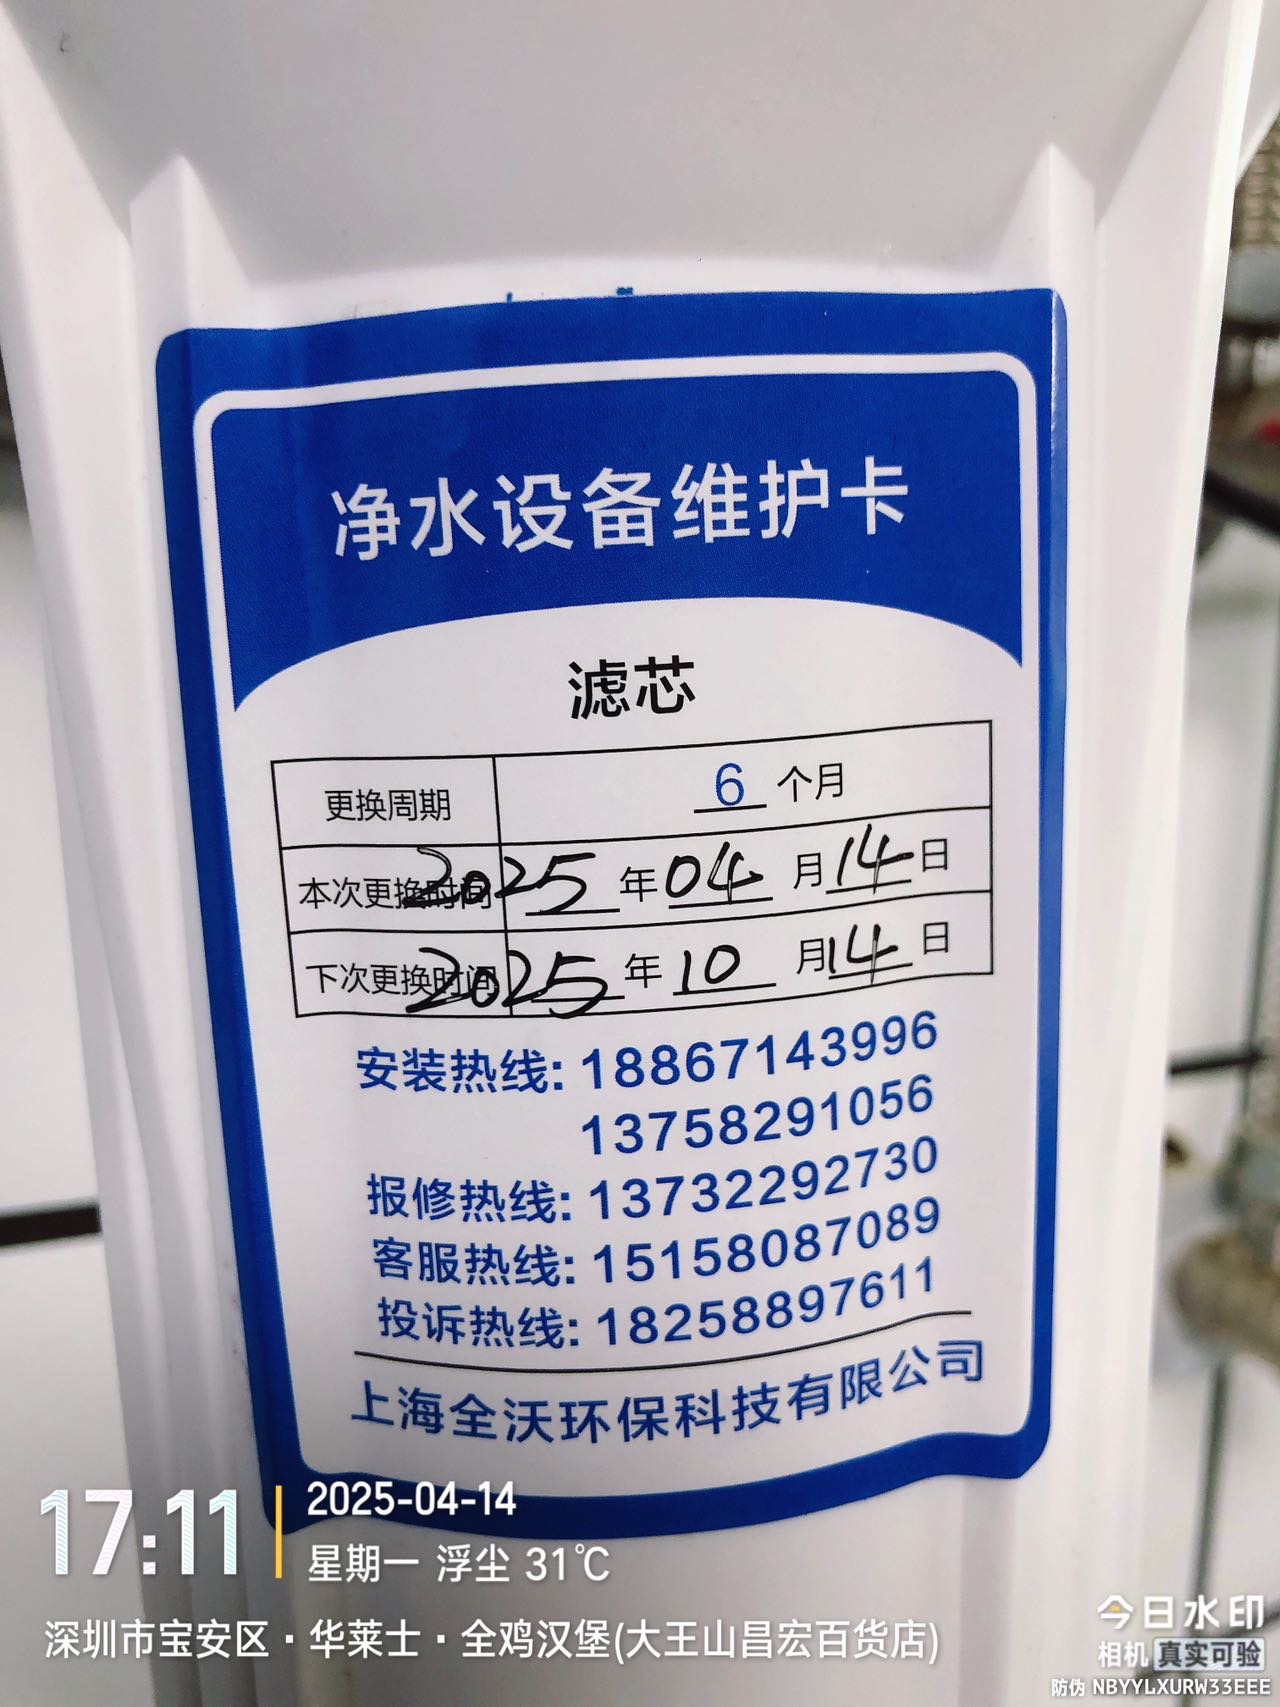 净水设备维护卡
滤芯
更换周期 6 个月
本次更换时间 2025 年 04 月 14 日
下次更换时间 2025 年 10 月 14 日
安装热线: 18867143996
13758291056
报修热线: 13732292730
客服热线: 15158087089
投诉热线: 18258897611
上海全沃环保科技有限公司
17:11
2025-04-14
星期一 浮尘 31℃
深圳市宝安区·华莱士·全鸡汉堡(大王山昌宏百货店)
今日水印
相机 真实可验
防伪 NBYYLXURW33EEE